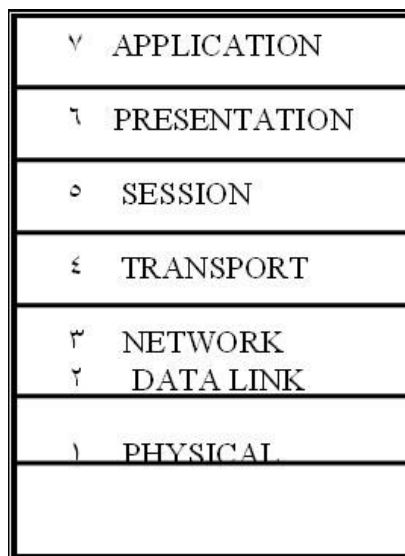 ٧ APPLICATION
٦ PRESENTATION
٥ SESSION
٤ TRANSPORT
٣ NETWORK
٢ DATA LINK
١ PHYSICAL